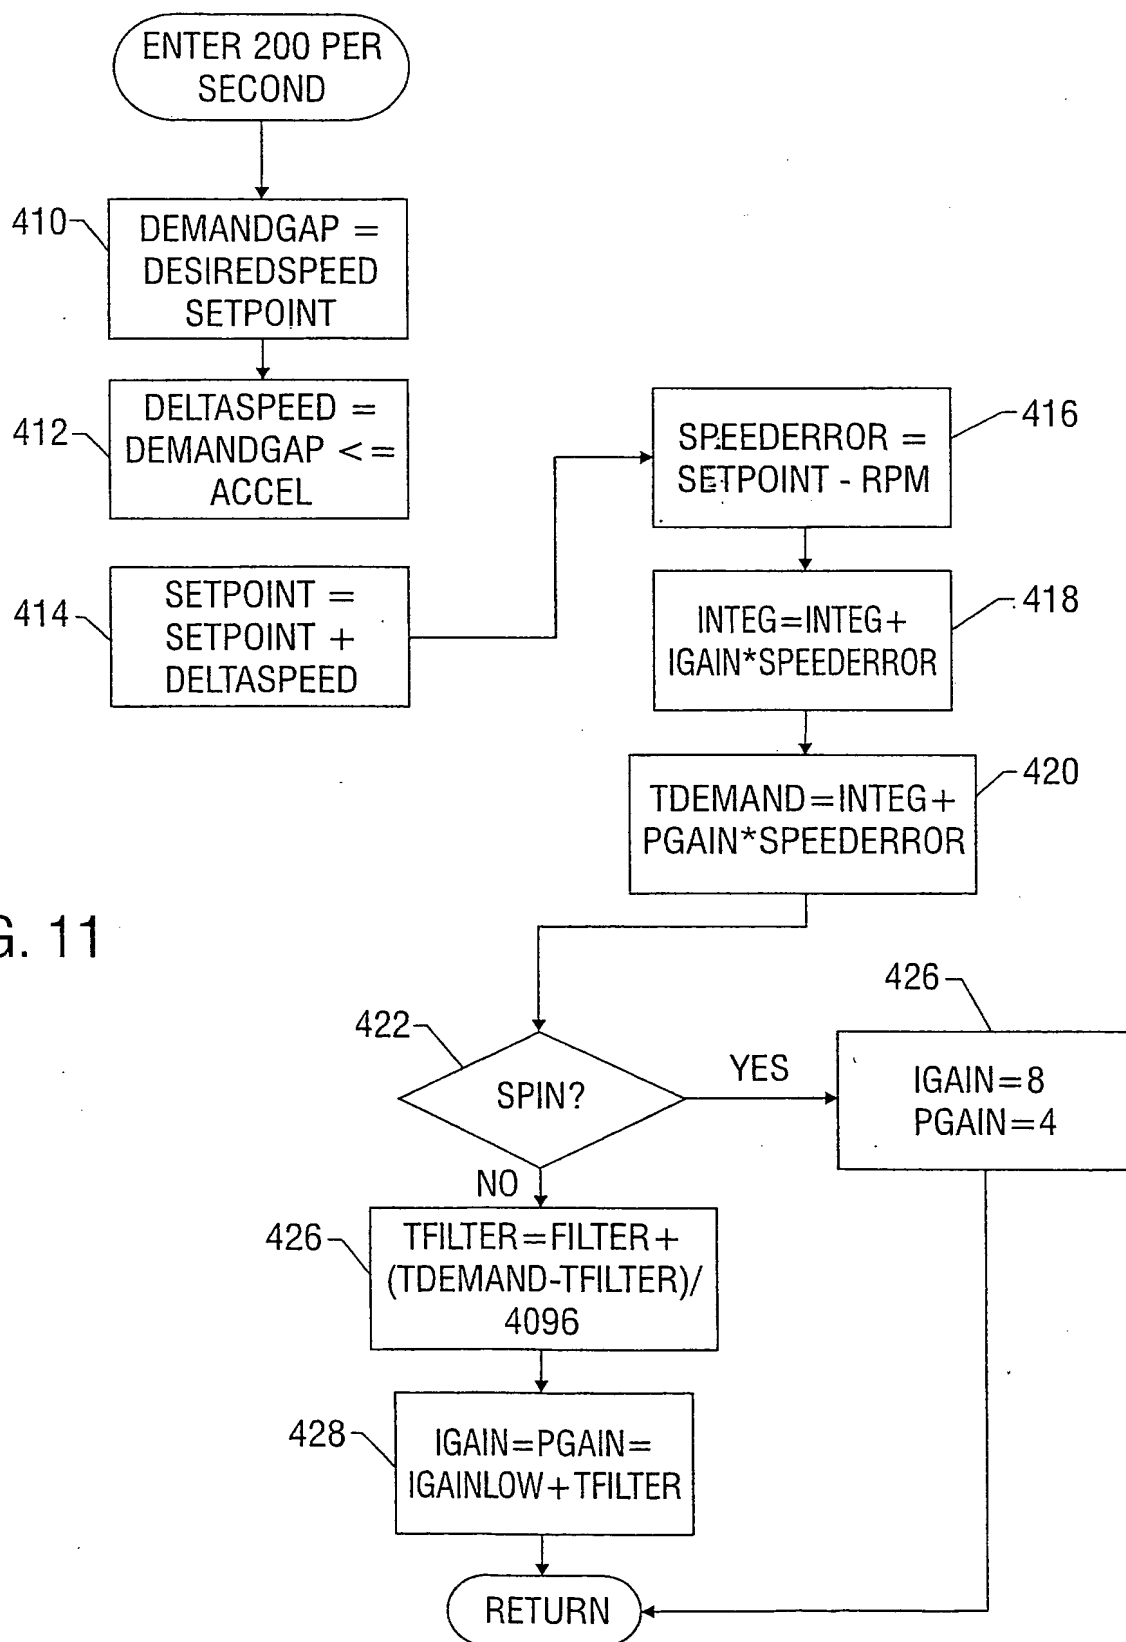 ENTER 200 PER
SECOND
410
DEMANDGAP =
DESIREDSPEED
SETPOINT
412
DELTASPEED =
DEMANDGAP < =
ACCEL
414
SETPOINT =
SETPOINT +
DELTASPEED
416
SPEEDERROR =
SETPOINT - RPM
418
INTEG=INTEG+
IGAIN*SPEEDERROR
420
TDEMAND=INTEG+
PGAIN*SPEEDERROR
G. 11
422
SPIN?
YES
426
IGAIN=8
PGAIN=4
NO
426
TFILTER=FILTER+
(TDEMAND-TFILTER)/
4096
428
IGAIN=PGAIN=
IGAINLOW+TFILTER
RETURN